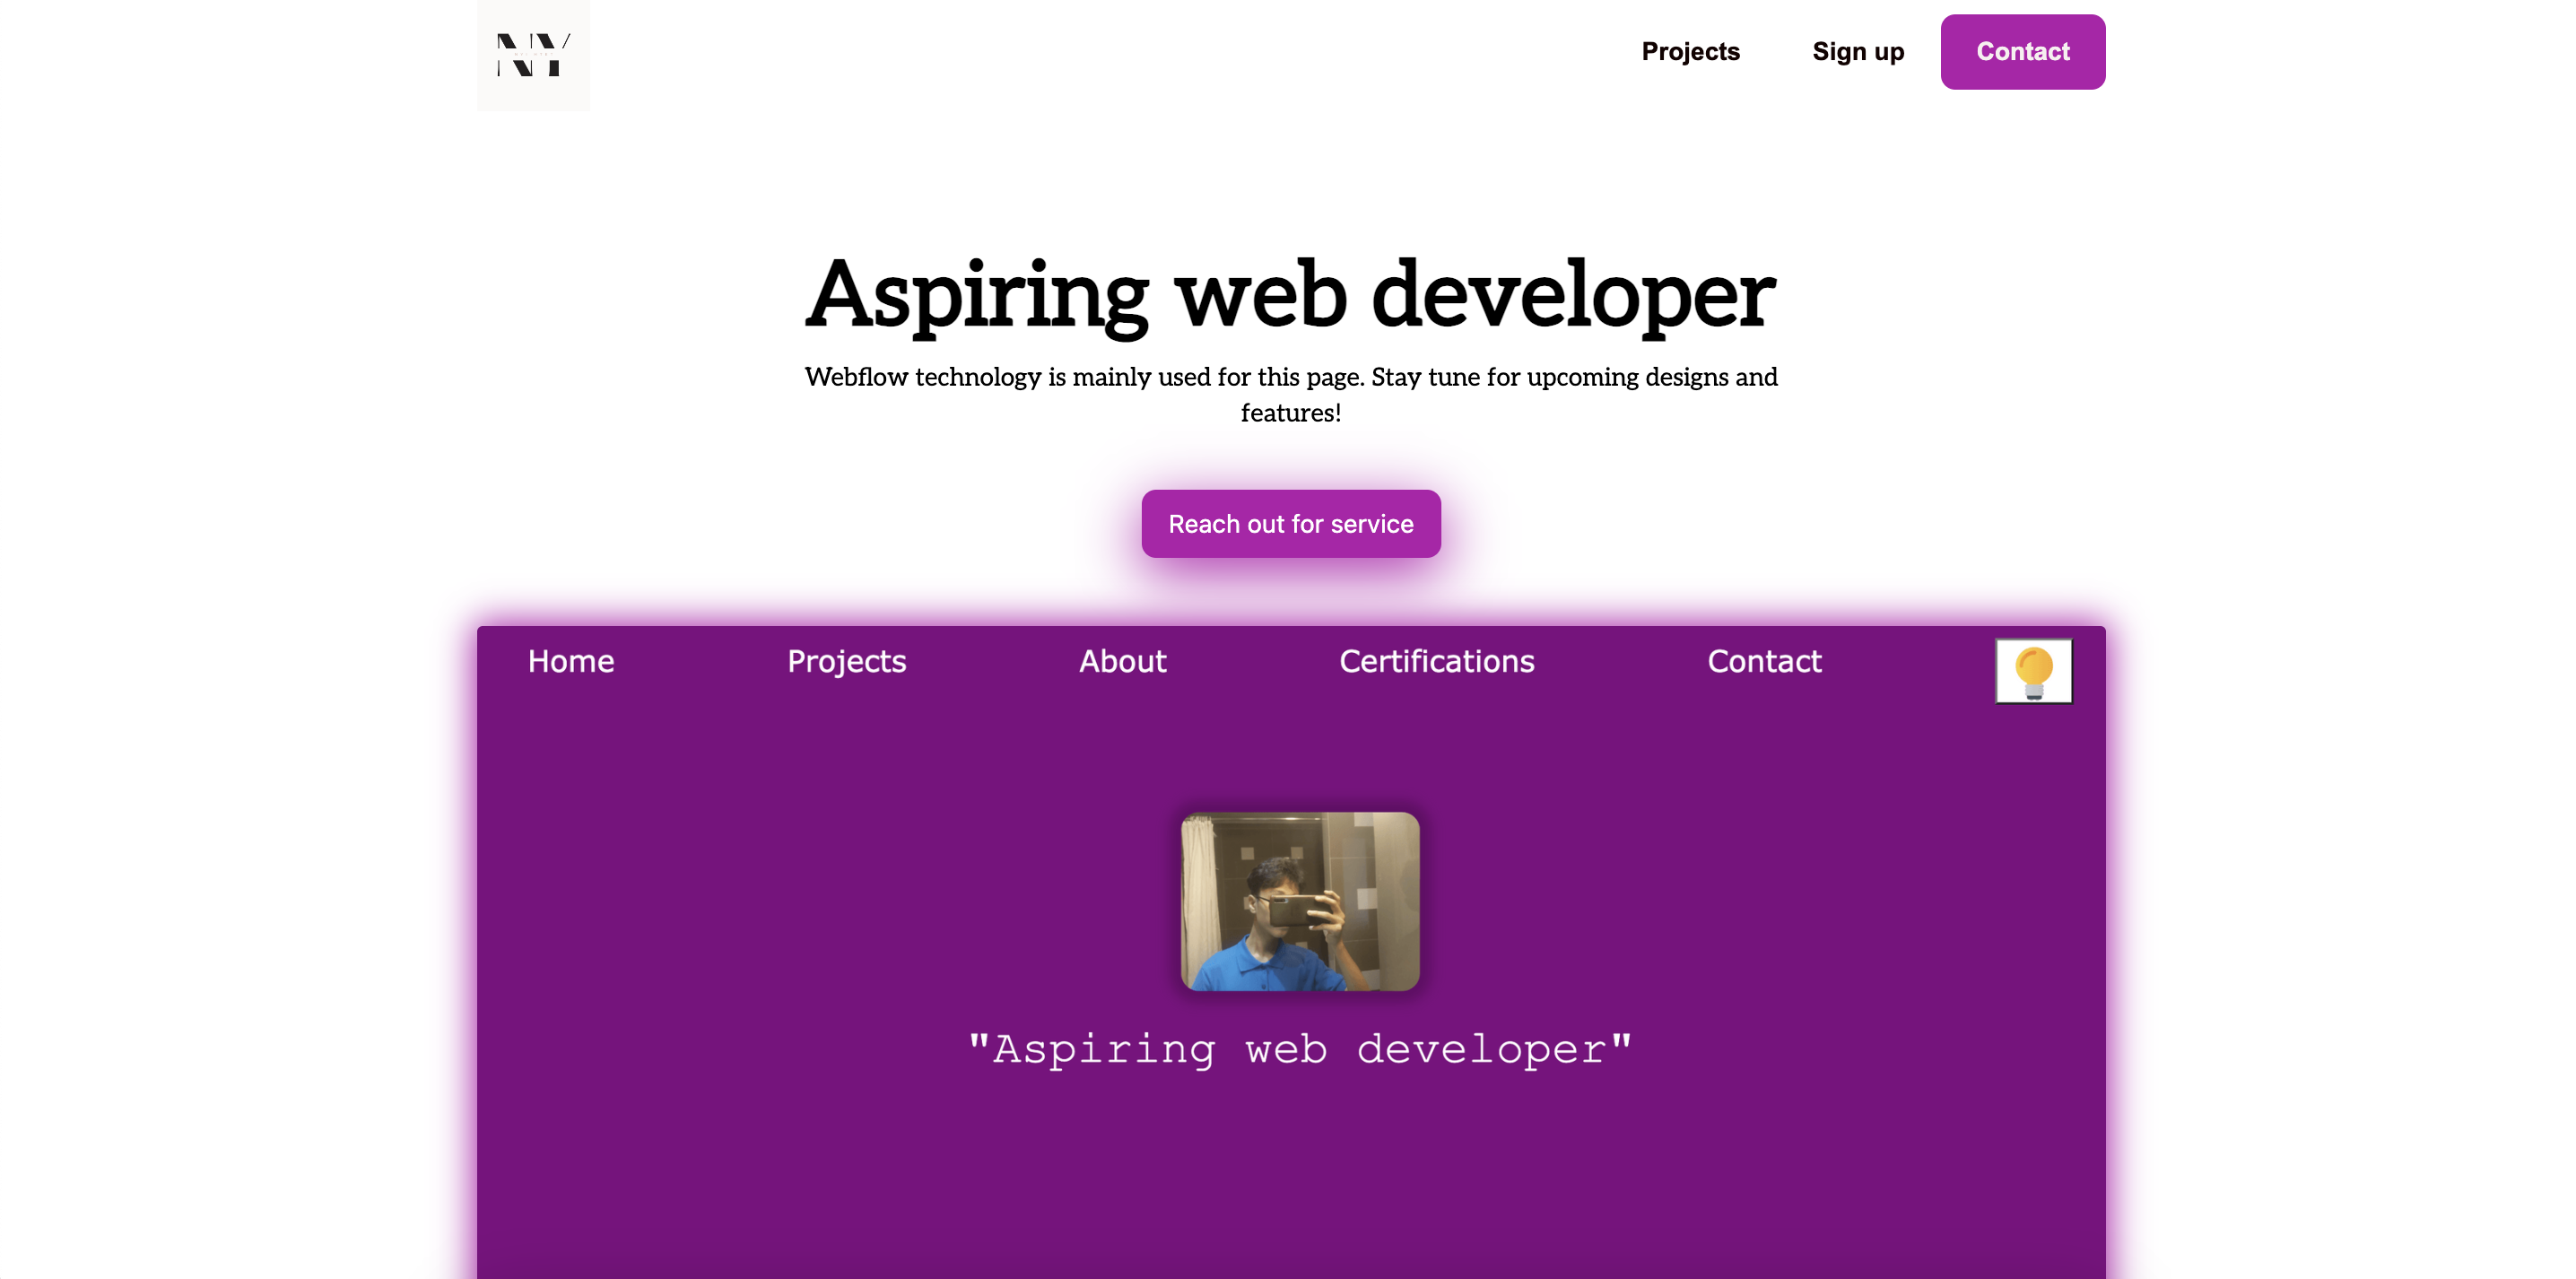 NY
Projects
Sign up
Contact
Aspiring web developer
Webflow technology is mainly used for this page. Stay tune for upcoming designs and
features!
Reach out for service
Home
Projects
About
Certifications
Contact
"Aspiring web developer"